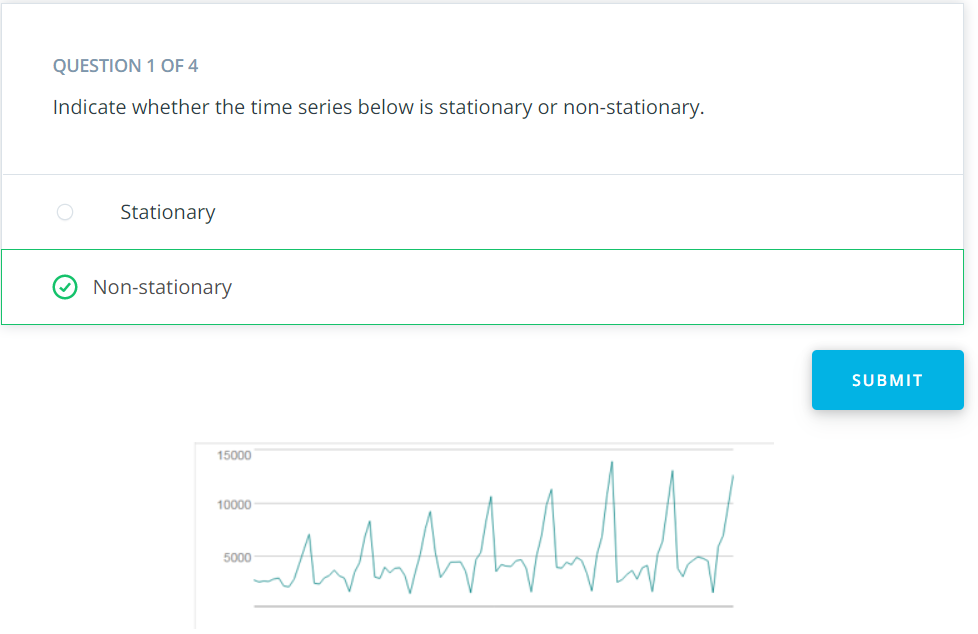 QUESTION 1 OF 4
Indicate whether the time series below is stationary or non-stationary.
Stationary
Non-stationary
SUBMIT
15000
10000
5000